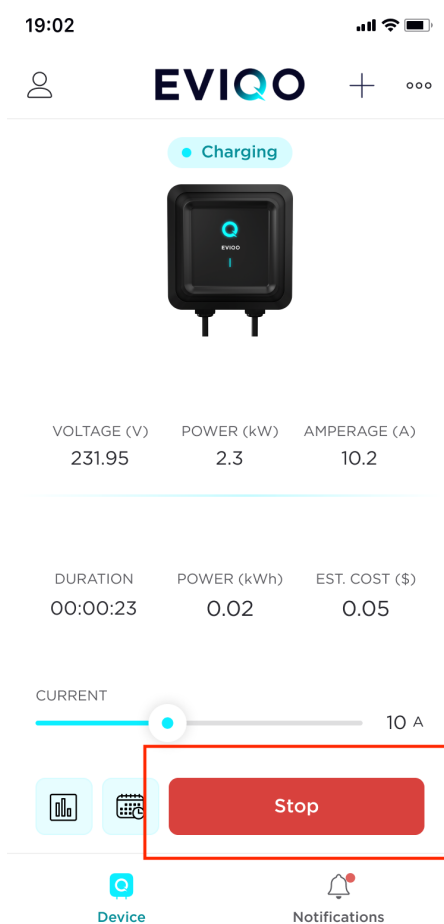 19:02
EVIQO
Charging
EVIQO
VOLTAGE (V) POWER (kW) AMPERAGE (A)
231.95 2.3 10.2
DURATION POWER (kWh) EST. COST ($)
00:00:23 0.02 0.05
CURRENT
10 A
Stop
Device Notifications